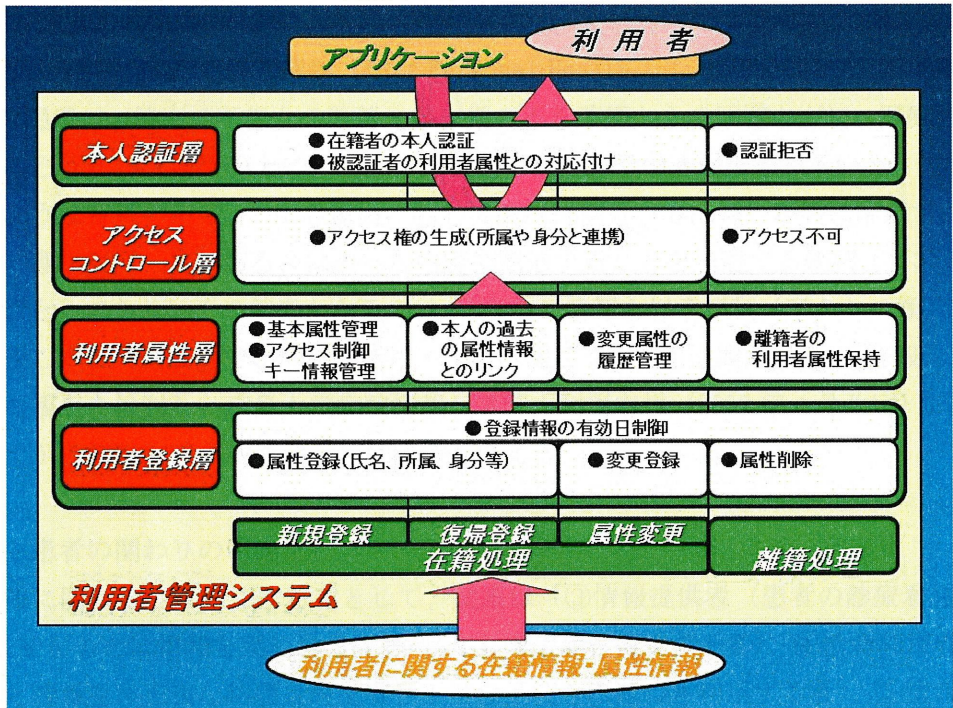 利用者
アプリケーション
本人認証層
●在籍者の本人認証
●被認証者の利用者属性との対応付け
●認証拒否
アクセス
コントロール層
●アクセス権の生成(所属や身分と連携)
●アクセス不可
利用者属性層
●基本属性管理
●アクセス制御
キー情報管理
●本人の過去
の属性情報
とのリンク
●変更属性の
履歴管理
●離籍者の
利用者属性保持
利用者登録層
●登録情報の有効日制御
●属性登録(氏名、所属、身分等)
●変更登録
●属性削除
新規登録
復帰登録
属性変更
在籍処理
離籍処理
利用者管理システム
利用者に関する在籍情報・属性情報